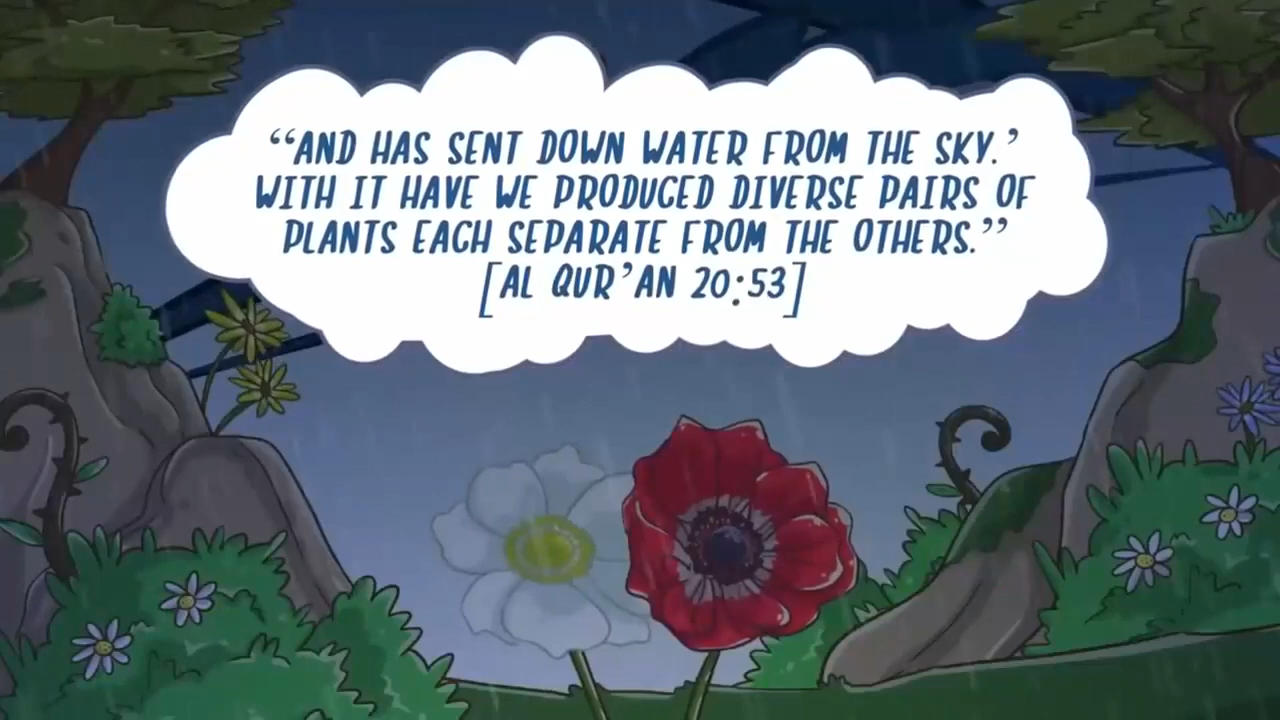 “AND HAS SENT DOWN WATER FROM THE SKY.’
WITH IT HAVE WE PRODUCED DIVERSE PAIRS OF
PLANTS EACH SEPARATE FROM THE OTHERS.”
[AL QUR’AN 20:53]